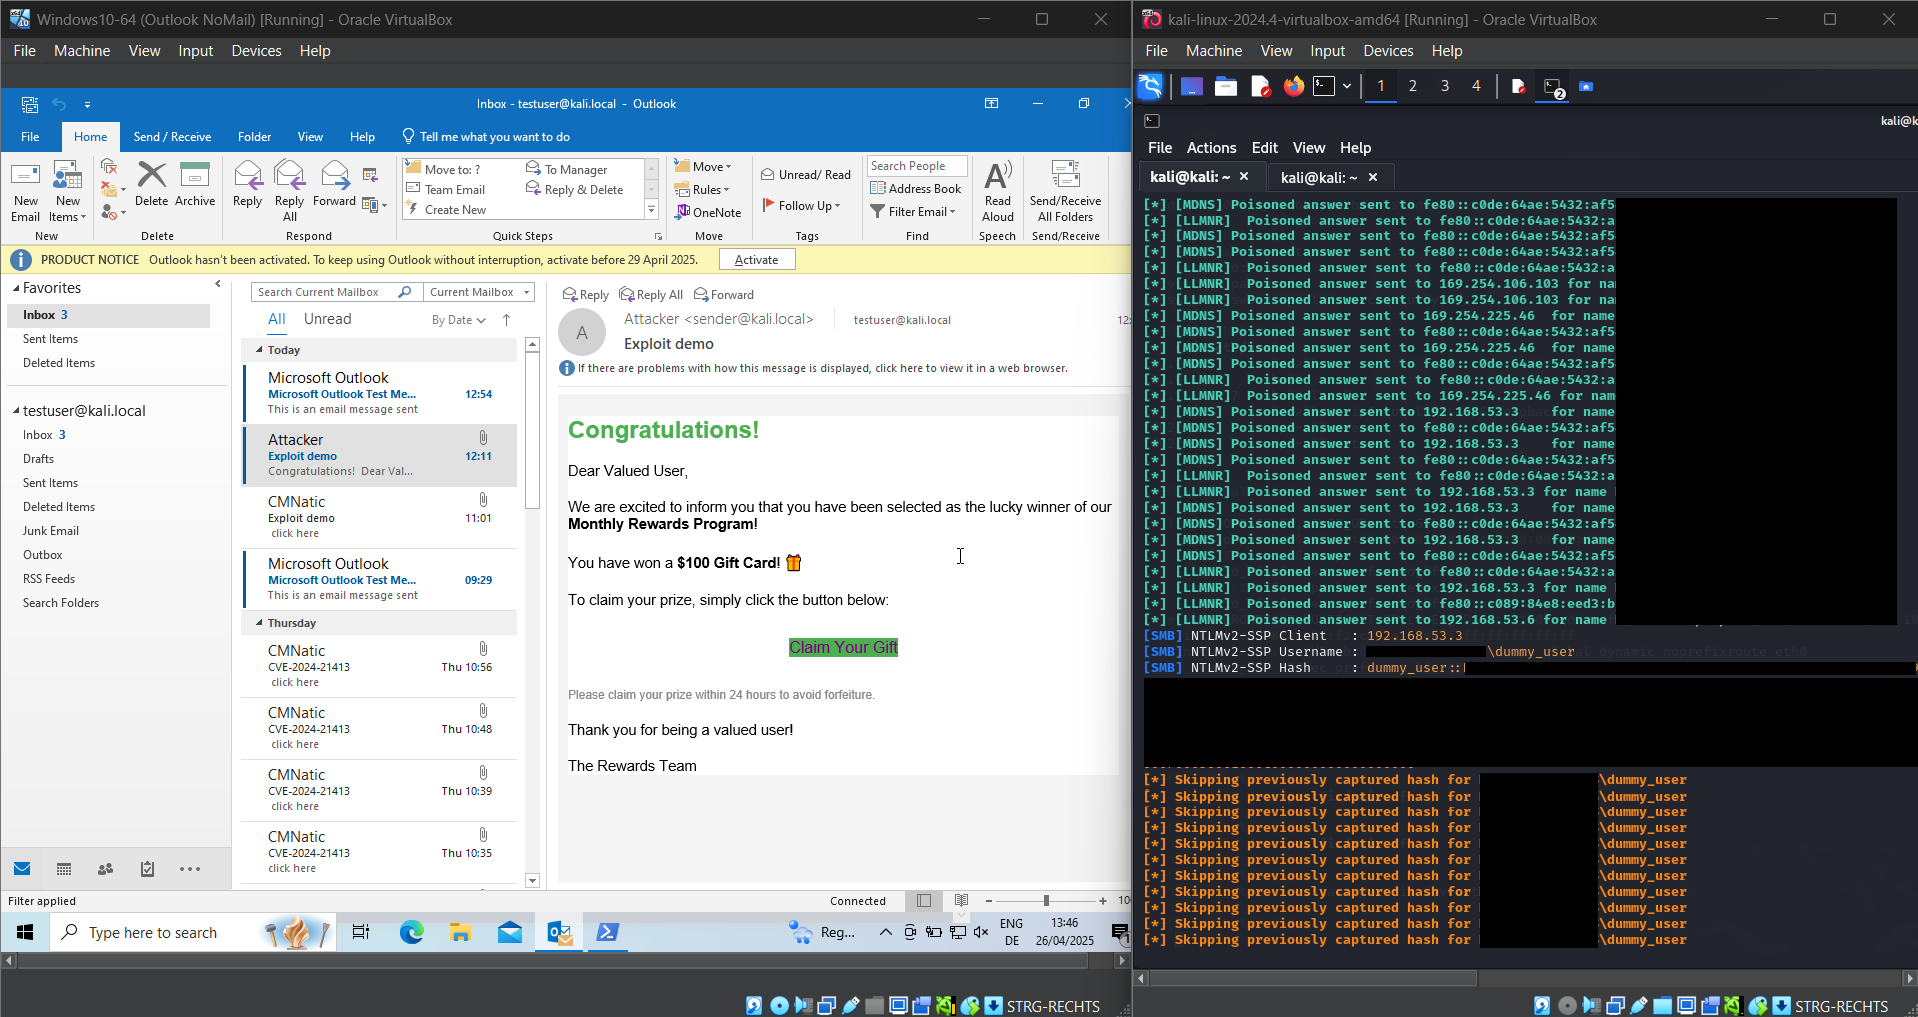 Windows10-64 (Outlook NoMail) [Running] - Oracle VirtualBox
File Machine View Input Devices Help
Inbox - testuser@kali.local - Outlook
File Home Send / Receive Folder View Help Tell me what you want to do
New Email
New Items
Delete
Archive
Reply
Reply All
Forward
Move to: ?
Team Email
Create New
To Manager
Reply & Delete
Move
Rules
OneNote
Unread/ Read
Follow Up
Search People
Address Book
Filter Email
Read Aloud
Send/Receive All Folders
New Delete Respond Quick Steps Move Tags Find Speech Send/Receive
PRODUCT NOTICE Outlook hasn't been activated. To keep using Outlook without interruption, activate before 29 April 2025. Activate
Favorites
Inbox 3
Sent Items
Deleted Items
testuser@kali.local
Inbox 3
Drafts
Sent Items
Deleted Items
Junk Email
Outbox
RSS Feeds
Search Folders
Search Current Mailbox Current Mailbox
All Unread By Date
Today
Microsoft Outlook
Microsoft Outlook Test Me... 12:54
This is an email message sent
Attacker
Exploit demo 12:11
Congratulations! Dear Val...
CMNatic
Exploit demo 11:01
click here
Microsoft Outlook
Microsoft Outlook Test Me... 09:29
This is an email message sent
Thursday
CMNatic
CVE-2024-21413 Thu 10:56
click here
CMNatic
CVE-2024-21413 Thu 10:48
click here
CMNatic
CVE-2024-21413 Thu 10:39
click here
CMNatic
CVE-2024-21413 Thu 10:35
click here
Reply Reply All Forward
A
Attacker <sender@kali.local> testuser@kali.local 12:
Exploit demo
If there are problems with how this message is displayed, click here to view it in a web browser.
Congratulations!
Dear Valued User,
We are excited to inform you that you have been selected as the lucky winner of our
Monthly Rewards Program!
You have won a $100 Gift Card!
To claim your prize, simply click the button below:
Claim Your Gift
Please claim your prize within 24 hours to avoid forfeiture.
Thank you for being a valued user!
The Rewards Team
Filter applied Connected 10
Type here to search
Reg...
ENG
DE
13:46
26/04/2025
1
STRG-RECHTS
kali-linux-2024.4-virtualbox-amd64 [Running] - Oracle VirtualBox
File Machine View Input Devices Help
1 2 3 4
2
kali@k
File Actions Edit View Help
kali@kali: ~ kali@kali: ~
[*] [MDNS] Poisoned answer sent to fe80::c0de:64ae:5432:af5
[*] [LLMNR]  Poisoned answer sent to fe80::c0de:64ae:5432:a
[*] [MDNS] Poisoned answer sent to fe80::c0de:64ae:5432:af5
[*] [MDNS] Poisoned answer sent to fe80::c0de:64ae:5432:af5
[*] [LLMNR]  Poisoned answer sent to fe80::c0de:64ae:5432:a
[*] [LLMNR]  Poisoned answer sent to 169.254.106.103 for na
[*] [LLMNR]  Poisoned answer sent to 169.254.106.103 for na
[*] [MDNS] Poisoned answer sent to 169.254.225.46  for name
[*] [MDNS] Poisoned answer sent to fe80::c0de:64ae:5432:af5
[*] [MDNS] Poisoned answer sent to 169.254.225.46  for name
[*] [MDNS] Poisoned answer sent to fe80::c0de:64ae:5432:af5
[*] [LLMNR]  Poisoned answer sent to fe80::c0de:64ae:5432:a
[*] [LLMNR]  Poisoned answer sent to 169.254.225.46 for nam
[*] [MDNS] Poisoned answer sent to 192.168.53.3    for name
[*] [MDNS] Poisoned answer sent to fe80::c0de:64ae:5432:af5
[*] [MDNS] Poisoned answer sent to 192.168.53.3    for name
[*] [MDNS] Poisoned answer sent to fe80::c0de:64ae:5432:af5
[*] [LLMNR]  Poisoned answer sent to fe80::c0de:64ae:5432:a
[*] [LLMNR]  Poisoned answer sent to 192.168.53.3 for name
[*] [MDNS] Poisoned answer sent to 192.168.53.3    for name
[*] [MDNS] Poisoned answer sent to fe80::c0de:64ae:5432:af5
[*] [MDNS] Poisoned answer sent to 192.168.53.3    for name
[*] [MDNS] Poisoned answer sent to fe80::c0de:64ae:5432:af5
[*] [LLMNR]  Poisoned answer sent to fe80::c0de:64ae:5432:a
[*] [LLMNR]  Poisoned answer sent to 192.168.53.3 for name
[*] [LLMNR]  Poisoned answer sent to fe80::c089:84e8:eed3:b
[*] [LLMNR]  Poisoned answer sent to 192.168.53.6 for name
[SMB] NTLMv2-SSP Client   : 192.168.53.3
[SMB] NTLMv2-SSP Username : \dummy_user
[SMB] NTLMv2-SSP Hash     : dummy_user::
[*] Skipping previously captured hash for \dummy_user
[*] Skipping previously captured hash for \dummy_user
[*] Skipping previously captured hash for \dummy_user
[*] Skipping previously captured hash for \dummy_user
[*] Skipping previously captured hash for \dummy_user
[*] Skipping previously captured hash for \dummy_user
[*] Skipping previously captured hash for \dummy_user
[*] Skipping previously captured hash for \dummy_user
[*] Skipping previously captured hash for \dummy_user
[*] Skipping previously captured hash for \dummy_user
[*] Skipping previously captured hash for \dummy_user
STRG-RECHTS